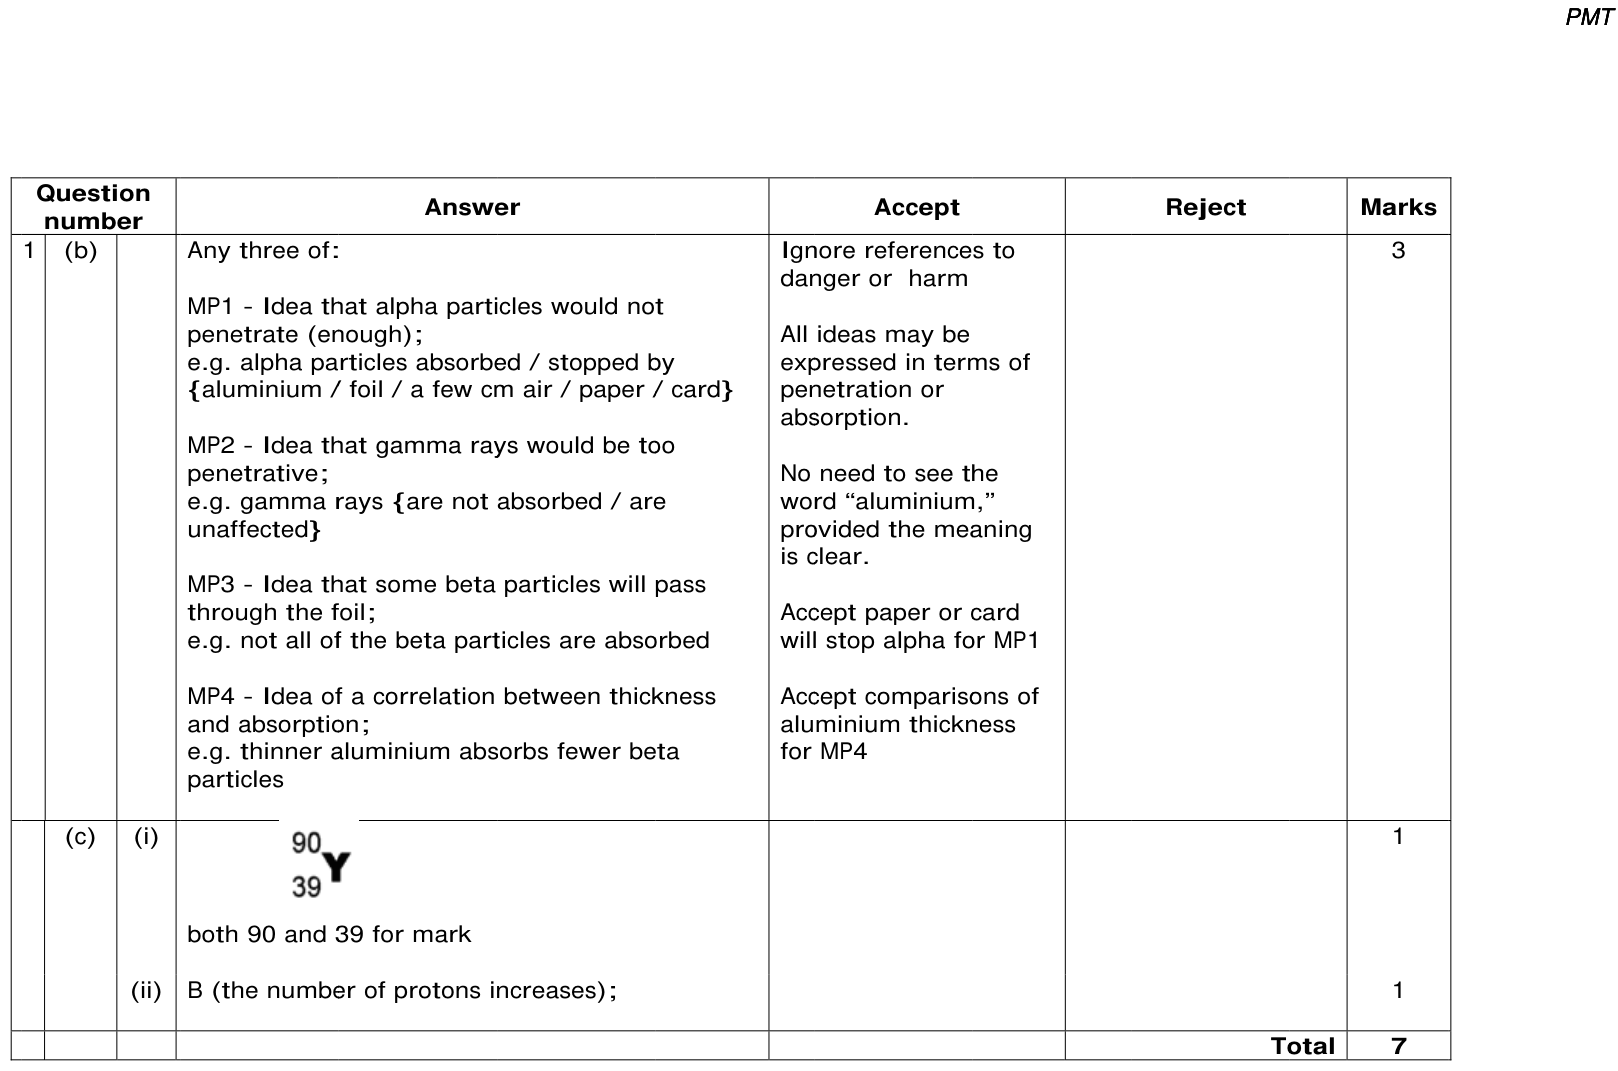 PMT
Question
number
Answer
Accept
Reject
Marks
1
(b)
Any three of:
MP1 - Idea that alpha particles would not
penetrate (enough);
e.g. alpha particles absorbed / stopped by
{aluminium / foil / a few cm air / paper / card}
MP2 - Idea that gamma rays would be too
penetrative;
e.g. gamma rays {are not absorbed / are
unaffected}
MP3 - Idea that some beta particles will pass
through the foil;
e.g. not all of the beta particles are absorbed
MP4 - Idea of a correlation between thickness
and absorption;
e.g. thinner aluminium absorbs fewer beta
particles
Ignore references to
danger or  harm
All ideas may be
expressed in terms of
penetration or
absorption.
No need to see the
word “aluminium,”
provided the meaning
is clear.
Accept paper or card
will stop alpha for MP1
Accept comparisons of
aluminium thickness
for MP4
3
(c)
(i)
90
Y
39
both 90 and 39 for mark
1
(ii)
B (the number of protons increases);
1
Total
7